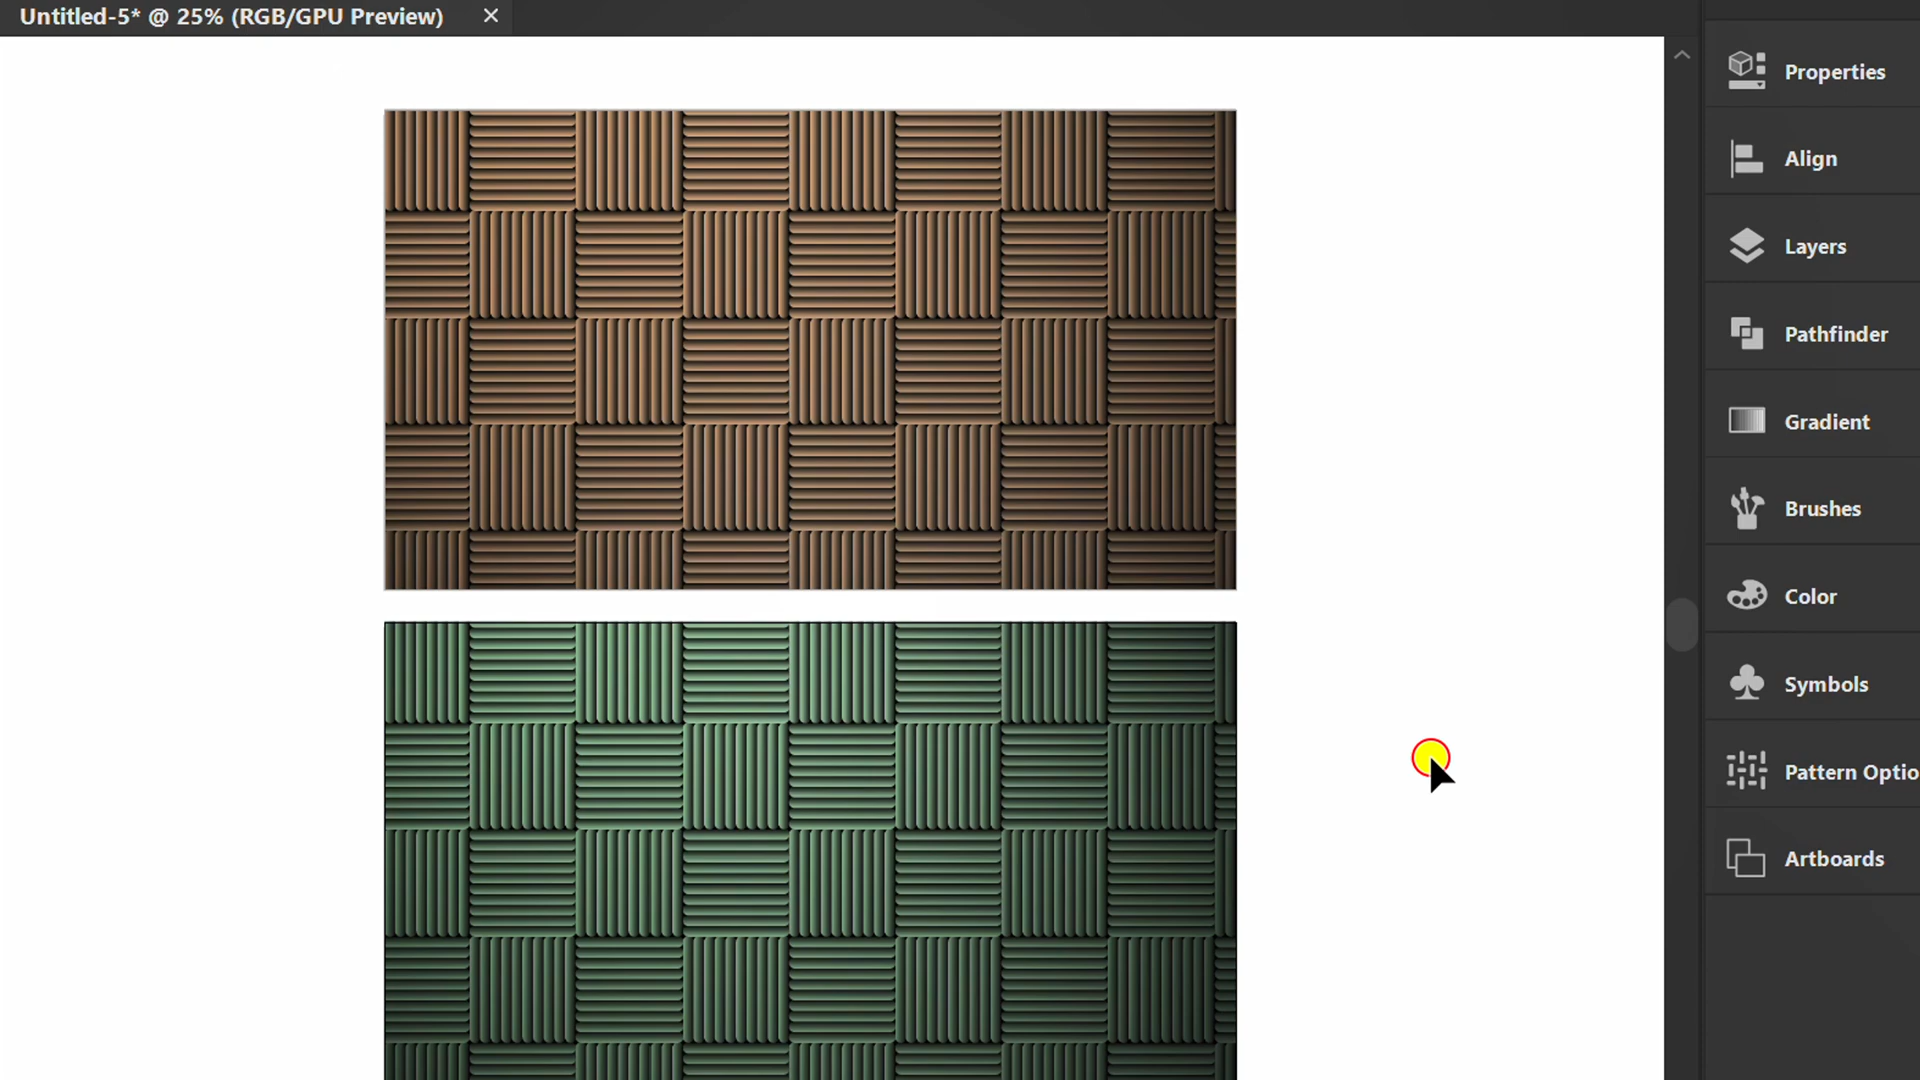 Untitled-5* @ 25% (RGB/GPU Preview)
Properties
Align
Layers
Pathfinder
Gradient
Brushes
Color
Symbols
Pattern Optio
Artboards